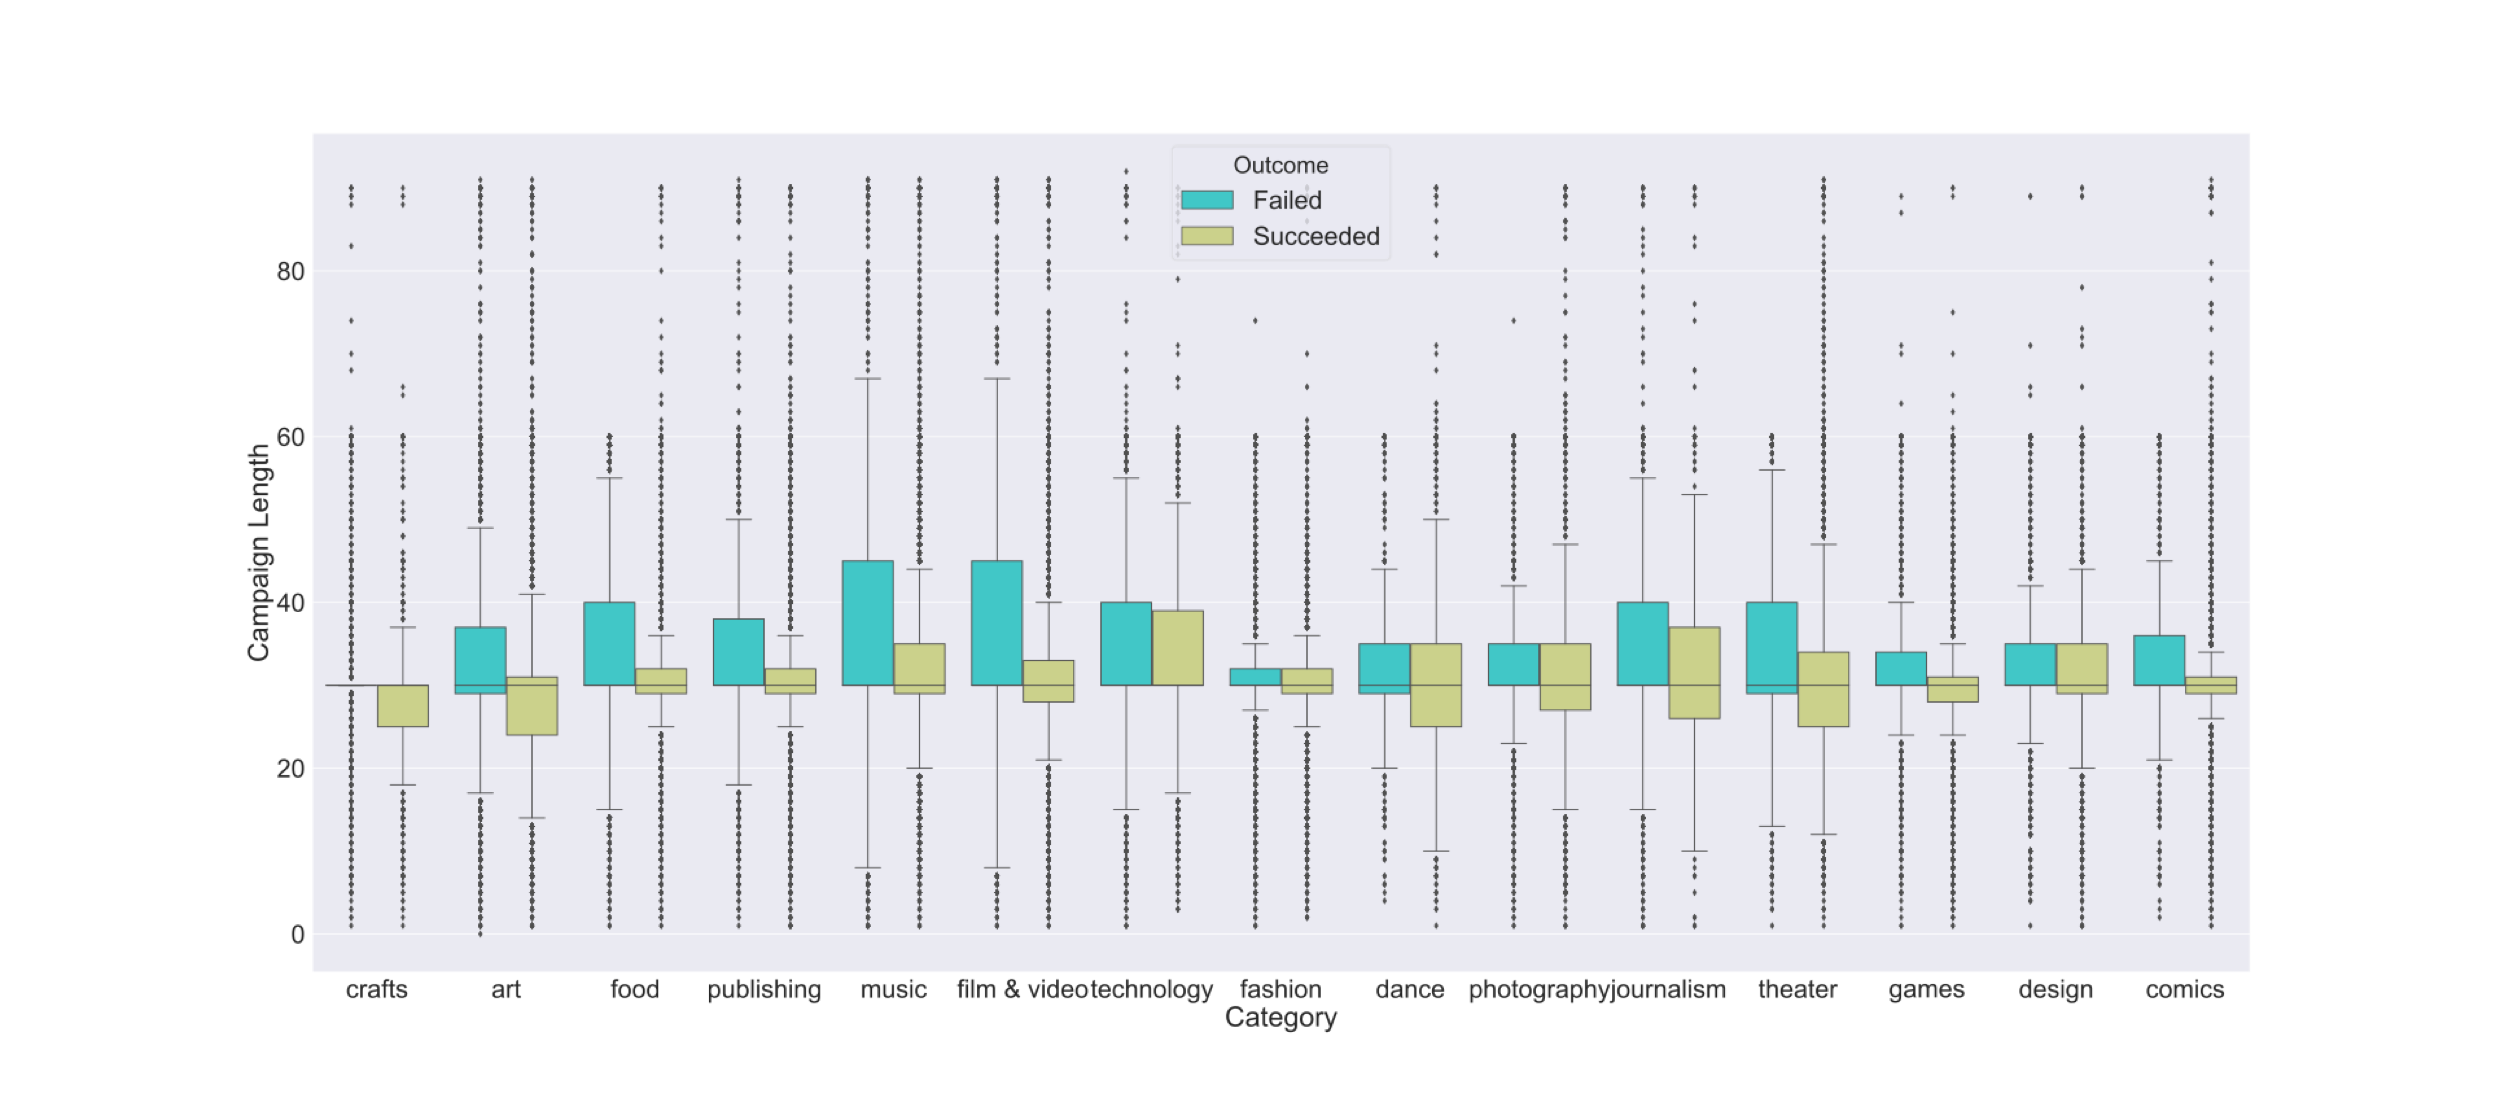 Outcome
Failed
Succeeded
Campaign Length
80
60
40
20
0
crafts art food publishing music film & video technology fashion dance photography journalism theater games design comics
Category